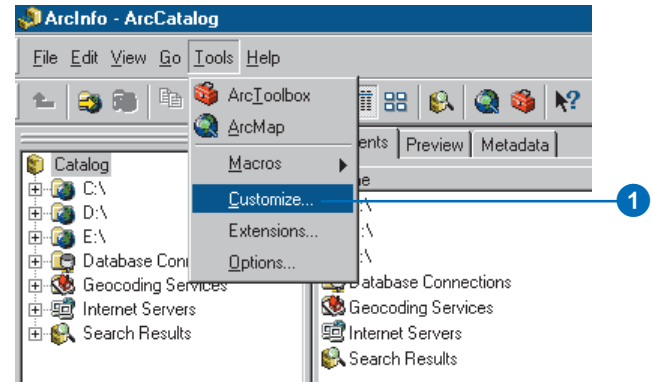 ArcInfo - ArcCatalog
File Edit View Go Tools Help
ArcToolbox
ArcMap
Macros
Customize...
Extensions...
Options...
1
ents Preview Metadata
Catalog
C:\
D:\
E:\
Database Conn
Geocoding Services
Internet Servers
Search Results
e
:\
:\
:\
Database Connections
Geocoding Services
Internet Servers
Search Results